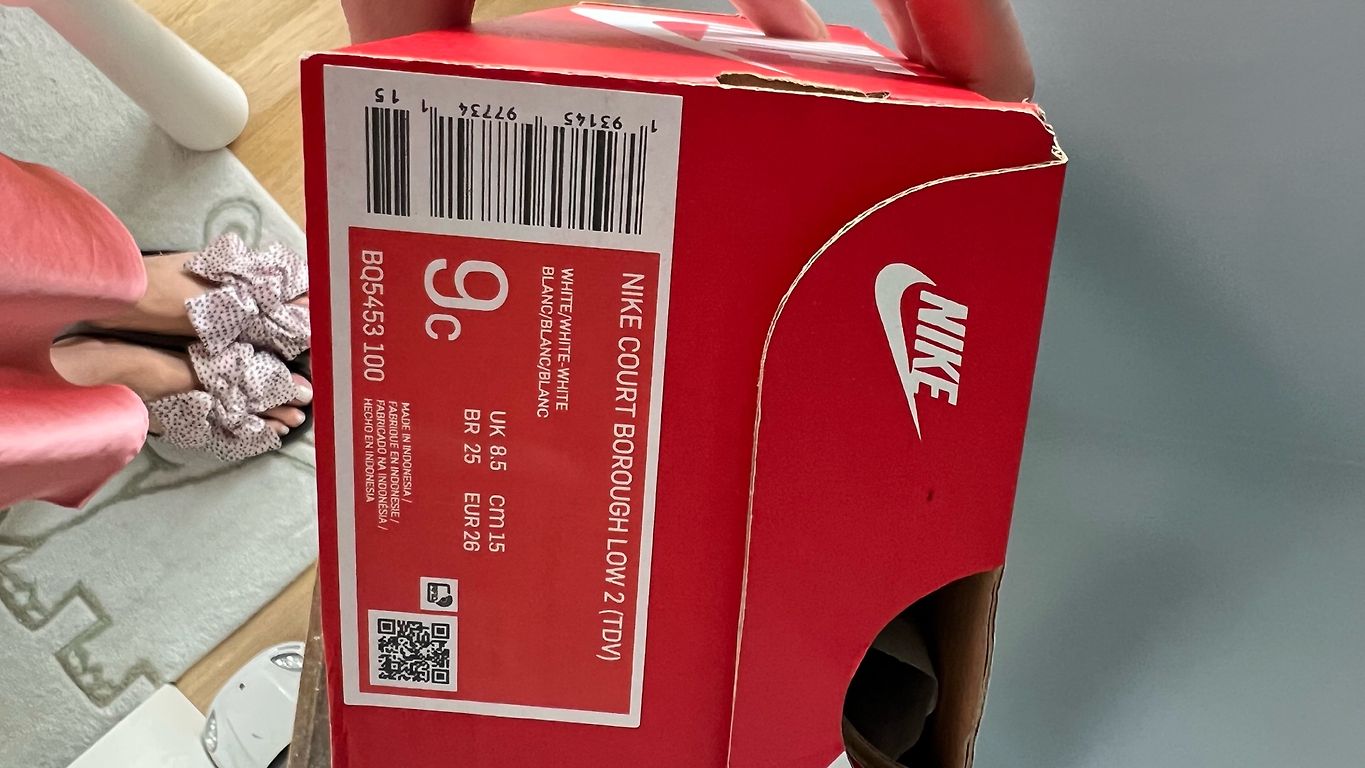 NIKE COURT BOROUGH LOW 2 (TDV)
WHITE/WHITE-WHITE
BLANC/BLANC/BLANC
9C
UK 8.5 cm 15
BR 25 EUR 26
BQ5453 100
MADE IN INDONESIA /
FABRIQUE EN INDONESIE /
FABRICADO NA INDONÉSIA /
HECHO EN INDONESIA
1 93145 97734 1 15
NIKE